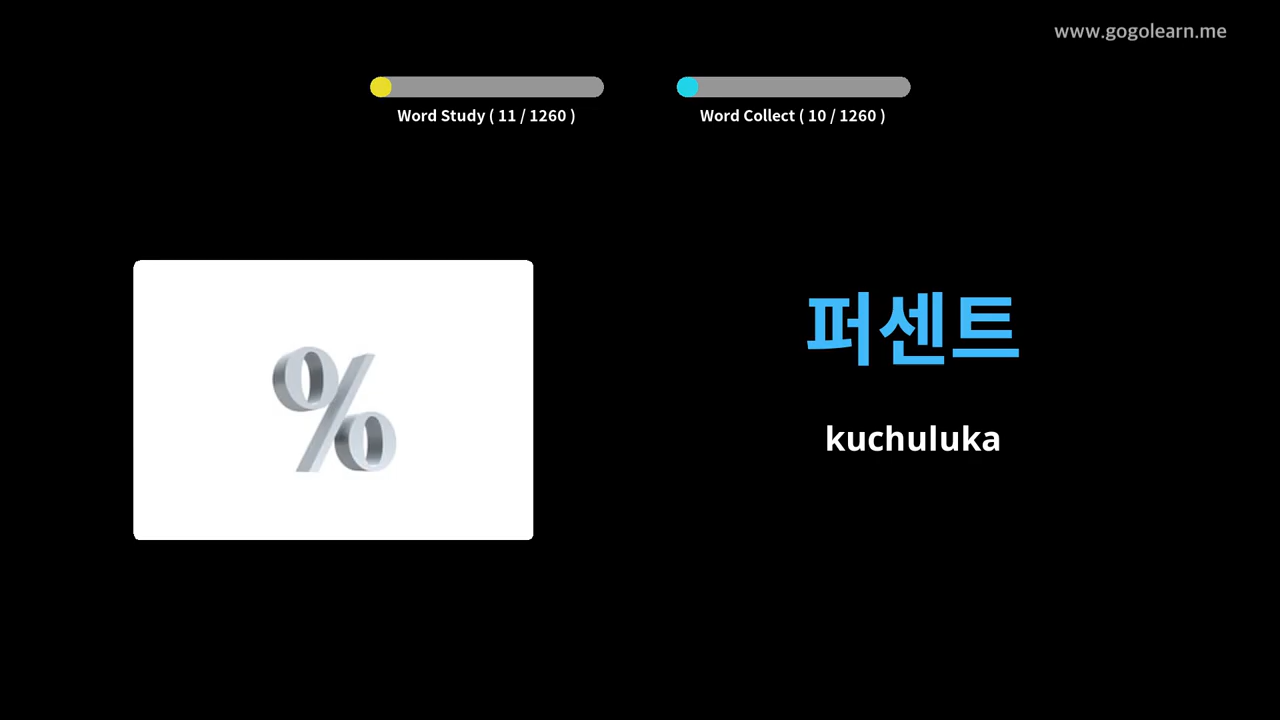 www.gogolearn.me
Word Study ( 11 / 1260 )
Word Collect ( 10 / 1260 )
%
퍼센트
kuchuluka